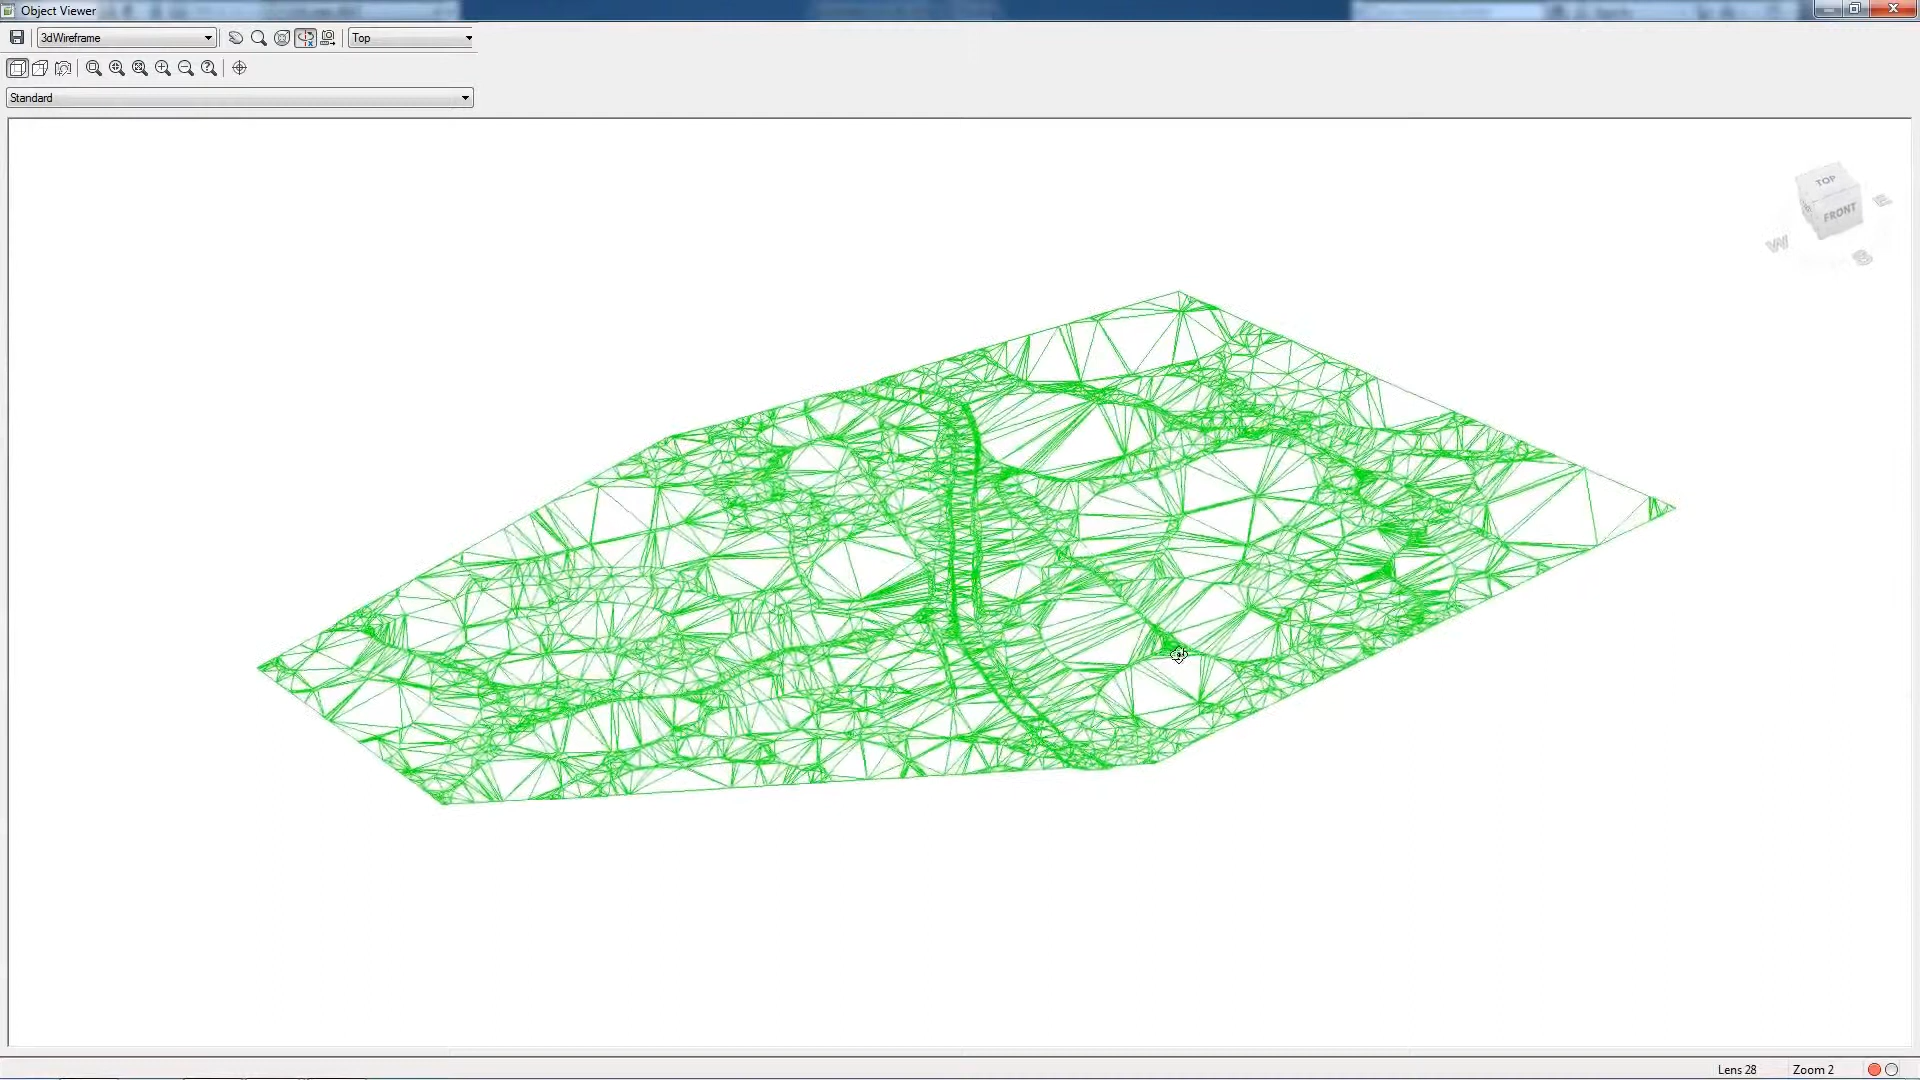 Object Viewer
3dWireframe
Top
Standard
TOP
FRONT
E
W
S
Lens 28
Zoom 2